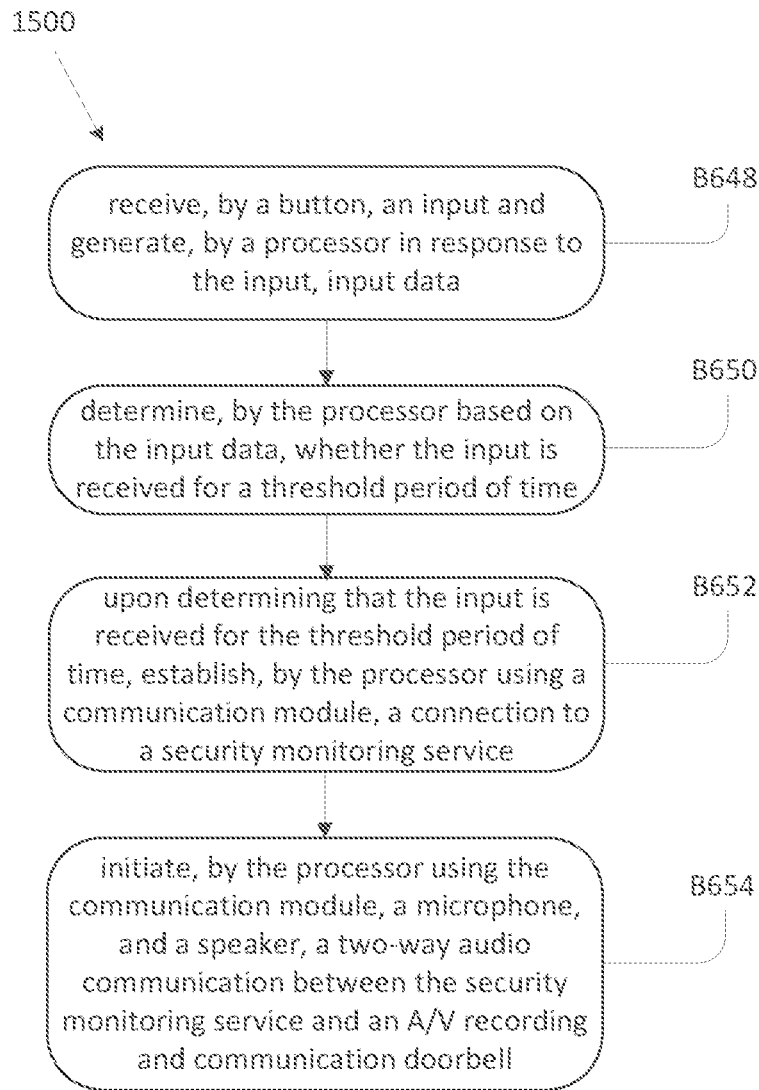 1500
B648
receive, by a button, an input and
generate, by a processor in response to
the input, input data
B650
determine, by the processor based on
the input data, whether the input is
received for a threshold period of time
B652
upon determining that the input is
received for the threshold period of
time, establish, by the processor using a
communication module, a connection to
a security monitoring service
B654
initiate, by the processor using the
communication module, a microphone,
and a speaker, a two-way audio
communication between the security
monitoring service and an A/V recording
and communication doorbell